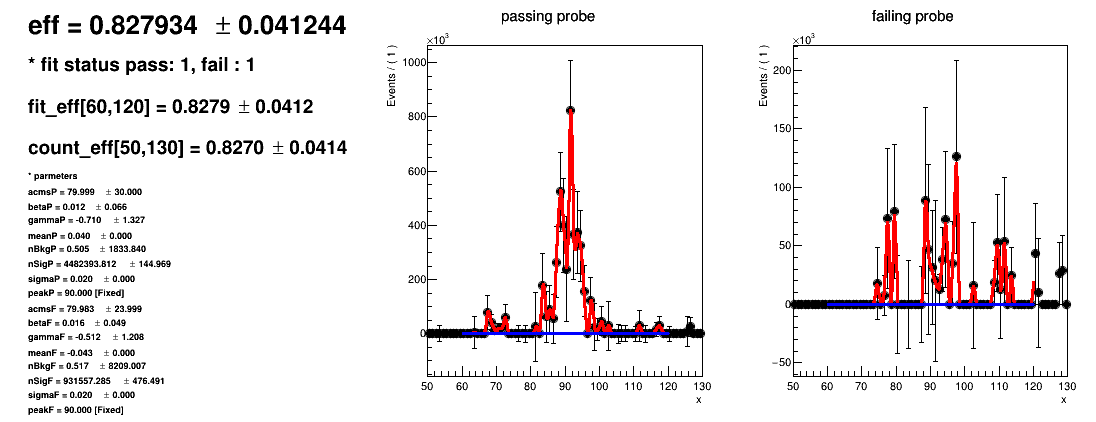 eff = 0.827934 ± 0.041244
* fit status pass: 1, fail : 1
fit_eff[60,120] = 0.8279 ± 0.0412
count_eff[50,130] = 0.8270 ± 0.0414
* parmeters
acmsP = 79.999 ± 30.000
betaP = 0.012 ± 0.066
gammaP = -0.710 ± 1.327
meanP = 0.040 ± 0.000
nBkgP = 0.505 ± 1833.840
nSigP = 4482393.812 ± 144.969
sigmaP = 0.020 ± 0.000
peakP = 90.000 [Fixed]
acmsF = 79.983 ± 23.999
betaF = 0.016 ± 0.049
gammaF = -0.512 ± 1.208
meanF = -0.043 ± 0.000
nBkgF = 0.517 ± 8209.007
nSigF = 931557.285 ± 476.491
sigmaF = 0.020 ± 0.000
peakF = 90.000 [Fixed]
passing probe
×10³
Events / ( 1 )
1000
800
600
400
200
0
50 60 70 80 90 100 110 120 130
x
failing probe
×10³
Events / ( 1 )
200
150
100
50
0
−50
50 60 70 80 90 100 110 120 130
x